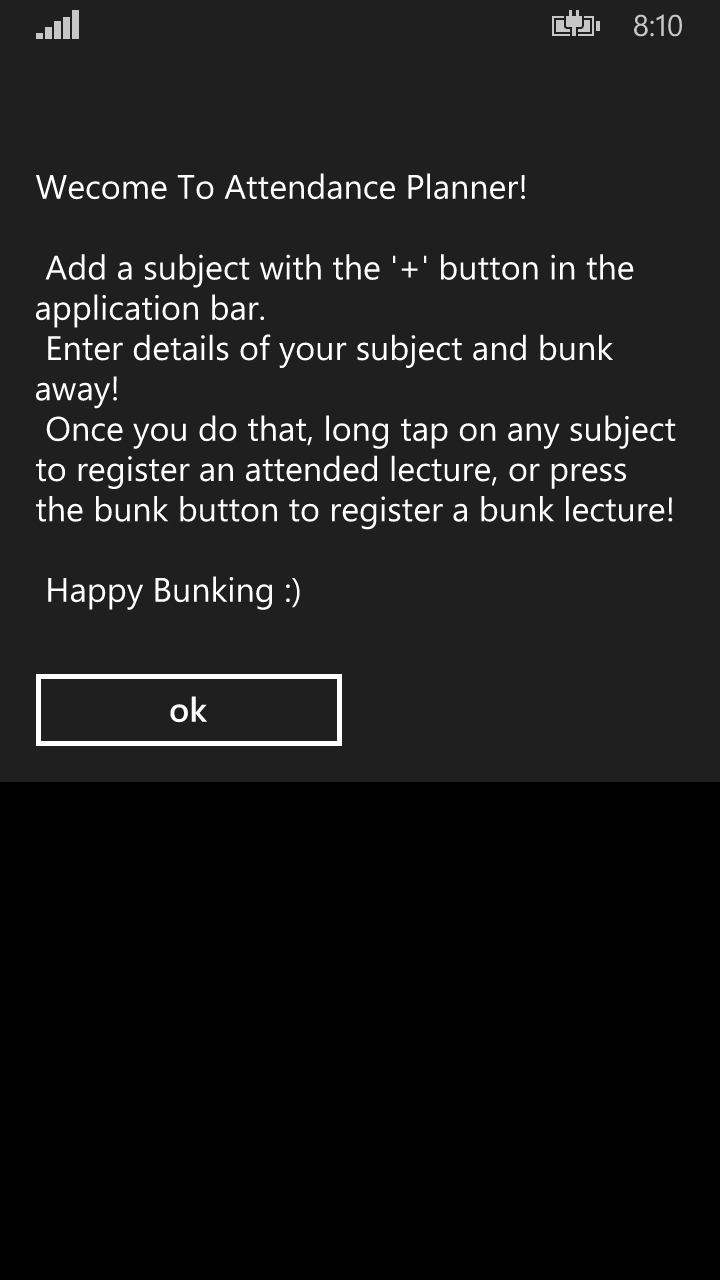 8:10
Wecome To Attendance Planner!
Add a subject with the '+' button in the
application bar.
Enter details of your subject and bunk
away!
Once you do that, long tap on any subject
to register an attended lecture, or press
the bunk button to register a bunk lecture!
Happy Bunking :)
ok